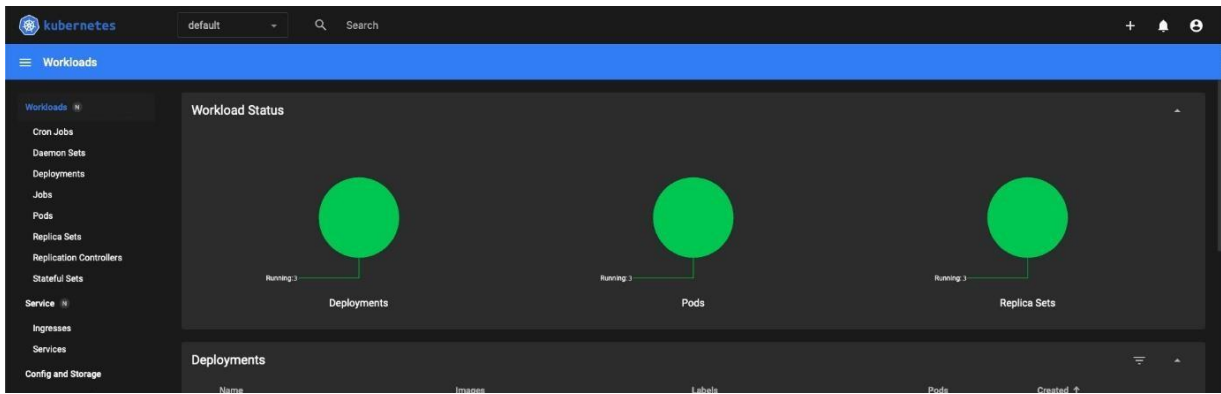 kubernetes
default
Search
Workloads
Workloads N
Cron Jobs
Daemon Sets
Deployments
Jobs
Pods
Replica Sets
Replication Controllers
Stateful Sets
Service N
Ingresses
Services
Config and Storage
Workload Status
Running: 3
Deployments
Running: 3
Pods
Running: 3
Replica Sets
Deployments
Name Images Labels Pods Created ↑